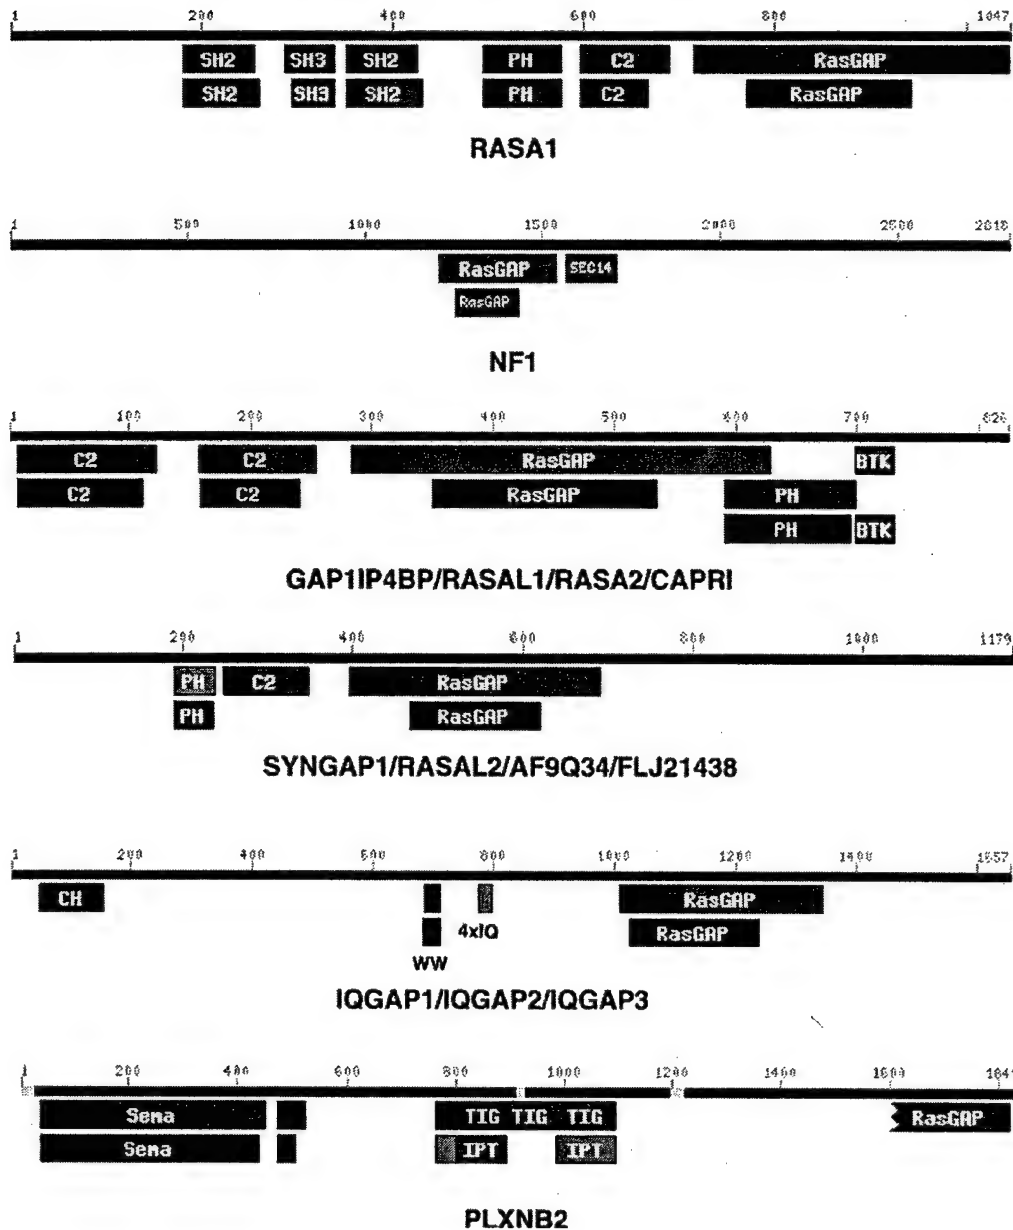 1 200 400 600 800 1047
SH2 SH3 SH2 PH C2 RasGAP
SH2 SH3 SH2 PH C2 RasGAP
RASA1
1 500 1000 1500 2000 2500 2818
RasGAP SEC14
RasGAP
NF1
1 100 200 300 400 500 600 700 826
C2 C2 RasGAP BTK
C2 C2 RasGAP PH
PH BTK
GAP1IP4BP/RASAL1/RASA2/CAPRI
1 200 400 600 800 1000 1179
PH C2 RasGAP
PH RasGAP
SYNGAP1/RASAL2/AF9Q34/FLJ21438
1 200 400 600 800 1000 1200 1400 1657
CH RasGAP
4xIQ RasGAP
WW
IQGAP1/IQGAP2/IQGAP3
1 200 400 600 800 1000 1200 1400 1600
Sema TIG TIG TIG RasGAP
Sema IPT IPT
PLXNB2